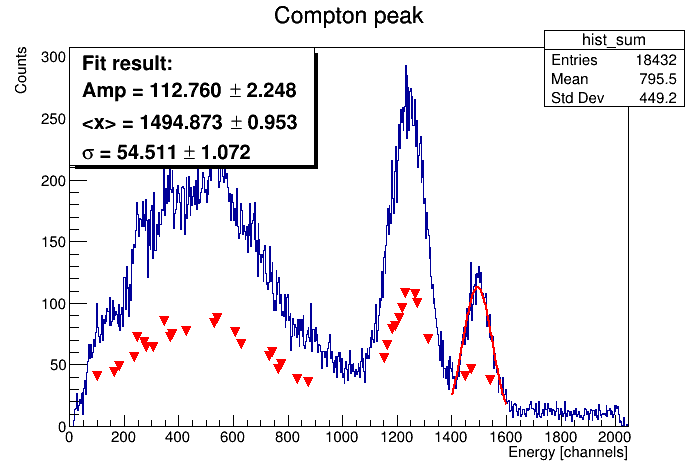 Compton peak
hist_sum
Entries 18432
Mean 795.5
Std Dev 449.2
Fit result:
Amp = 112.760 ± 2.248
<x> = 1494.873 ± 0.953
σ = 54.511 ± 1.072
Counts
300
250
200
150
100
50
0
0 200 400 600 800 1000 1200 1400 1600 1800 2000
Energy [channels]